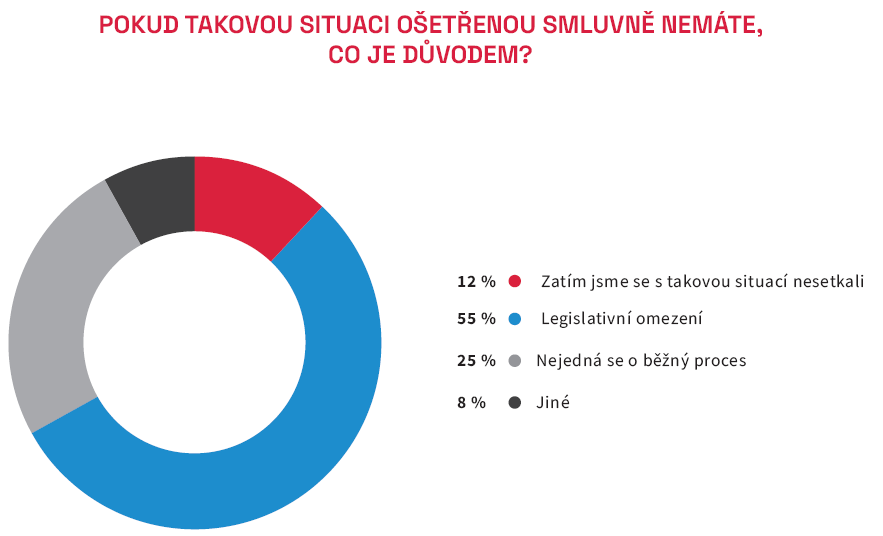 POKUD TAKOVOU SITUACI OŠETŘENOU SMLUVNĚ NEMÁTE,
CO JE DŮVODEM?
12 % Zatím jsme se s takovou situací nesetkali
55 % Legislativní omezení
25 % Nejedná se o běžný proces
8 % Jiné